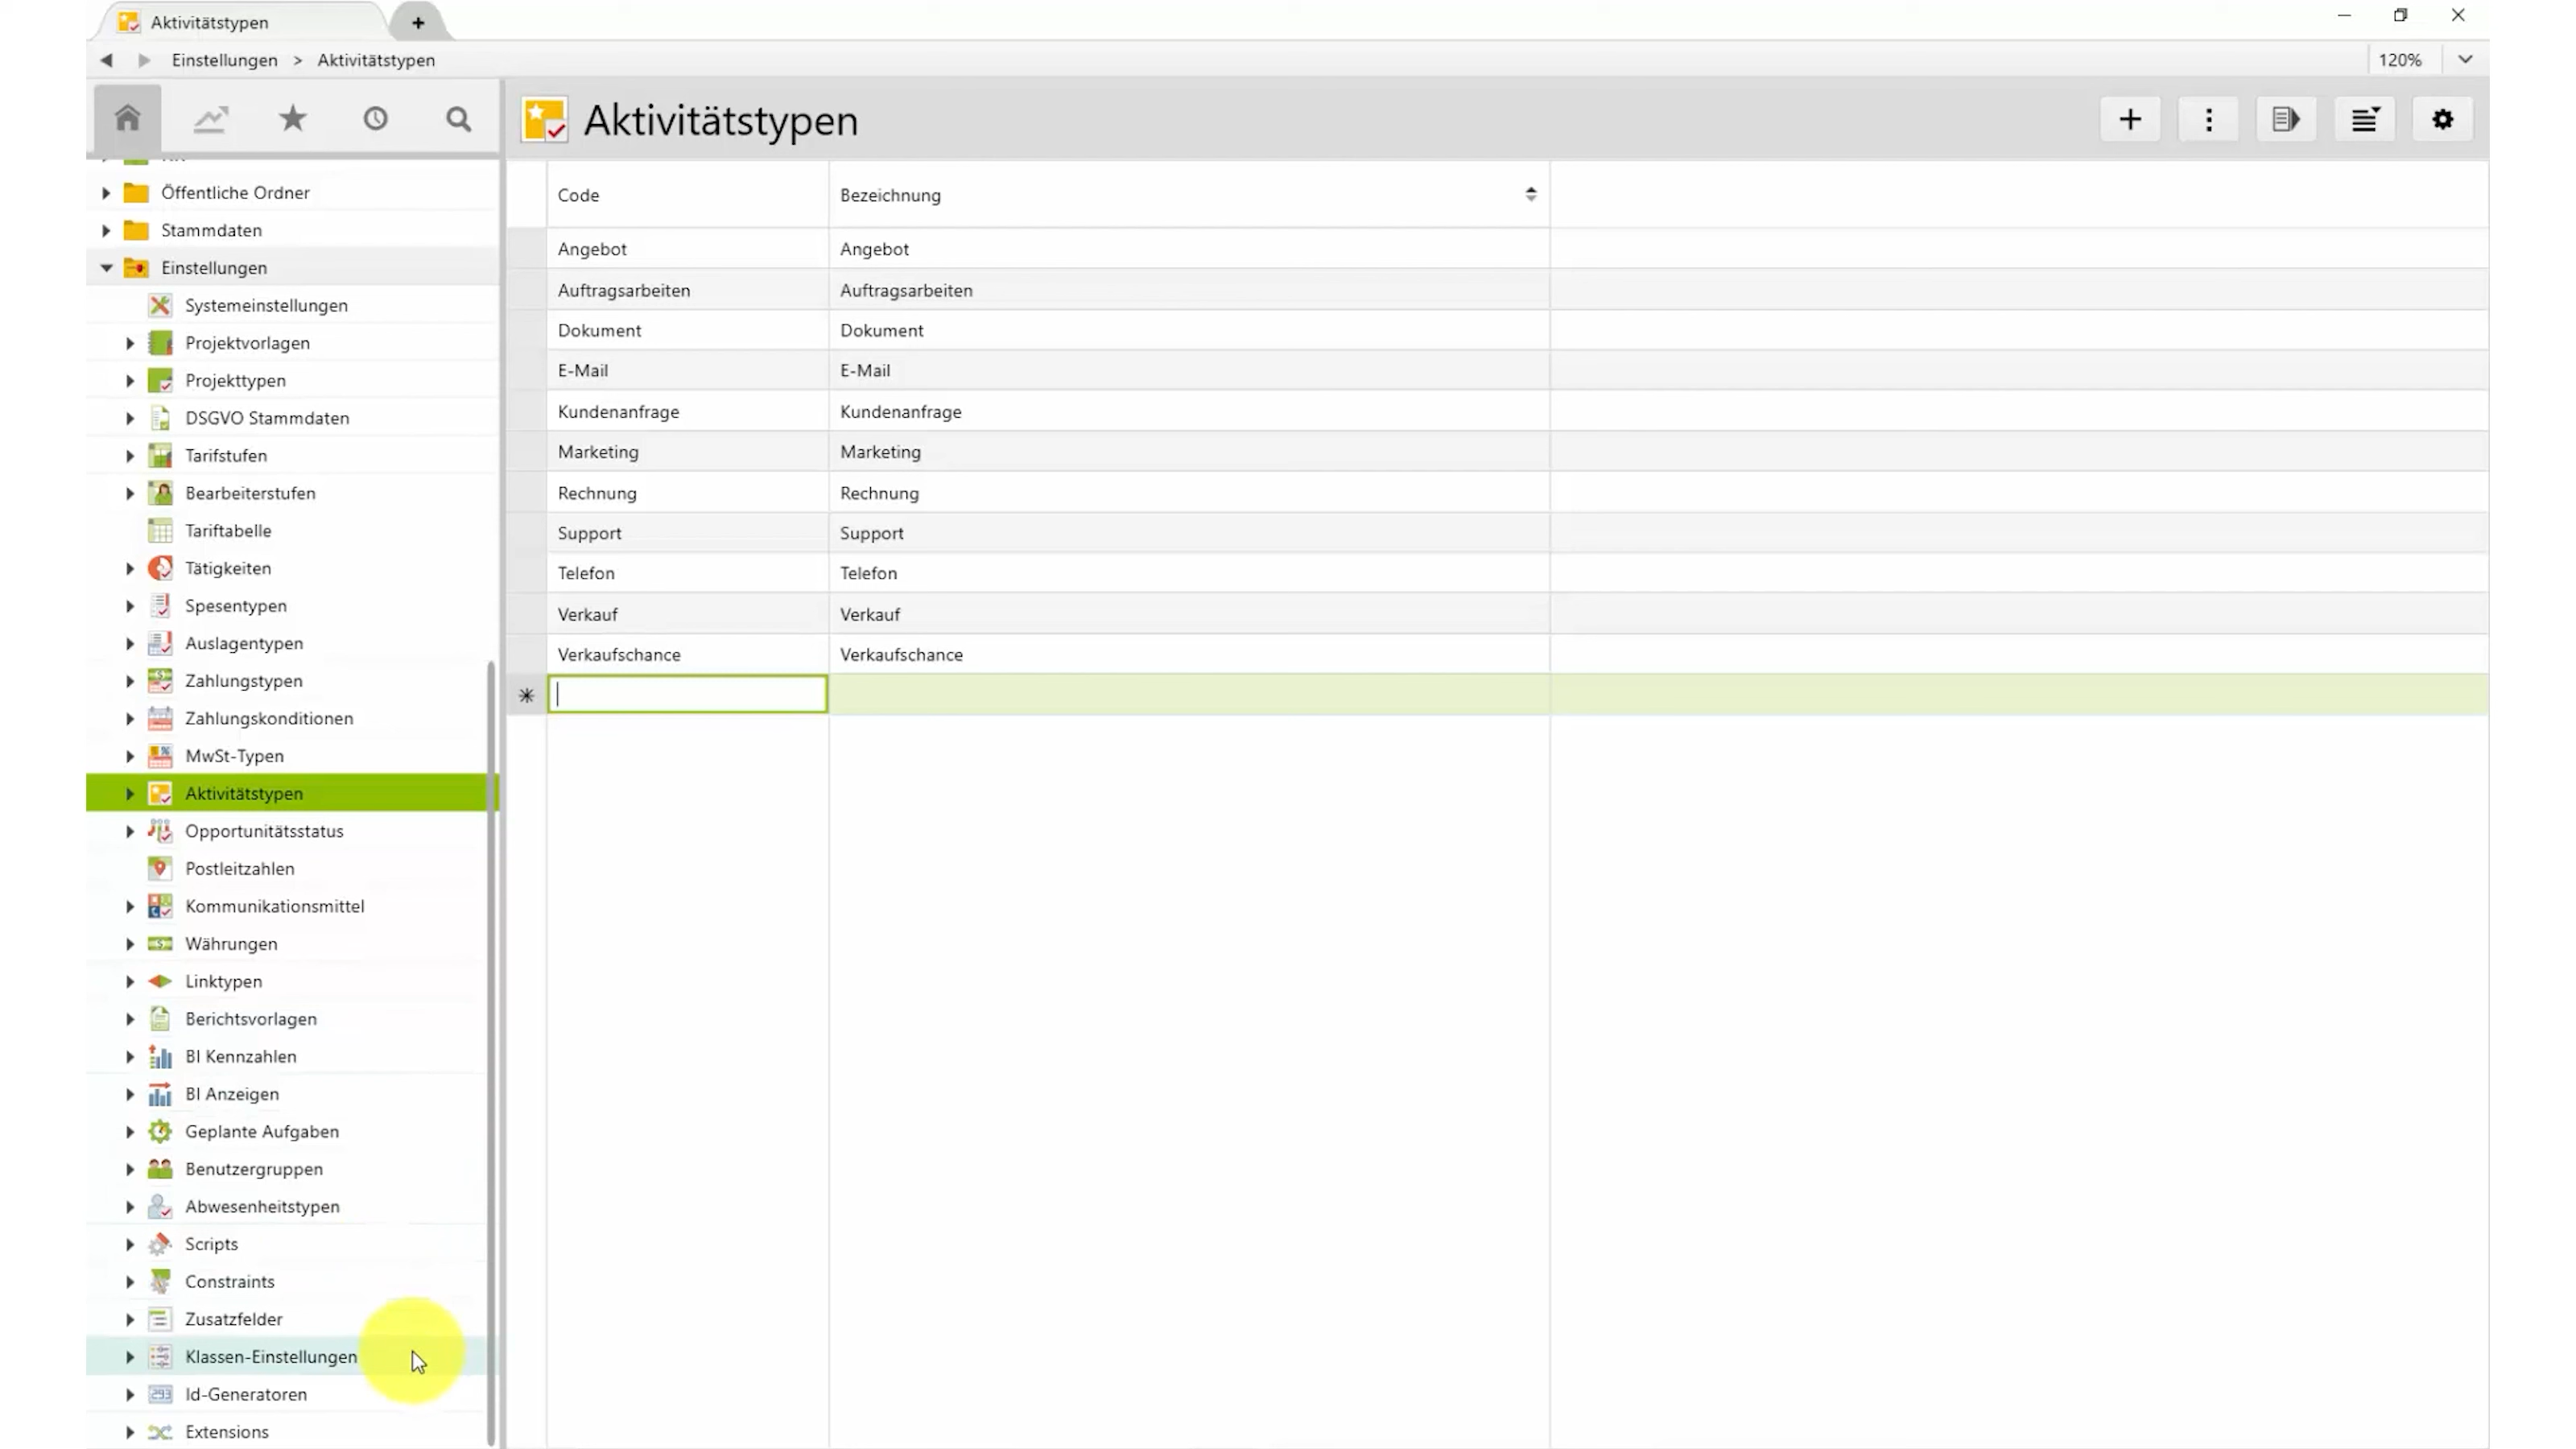 Aktivitätstypen
+
Einstellungen > Aktivitätstypen
120%
Aktivitätstypen
Öffentliche Ordner
Stammdaten
Einstellungen
Systemeinstellungen
Projektvorlagen
Projekttypen
DSGVO Stammdaten
Tarifstufen
Bearbeiterstufen
Tariftabelle
Tätigkeiten
Spesentypen
Auslagentypen
Zahlungstypen
Zahlungskonditionen
MwSt-Typen
Aktivitätstypen
Opportunitätsstatus
Postleitzahlen
Kommunikationsmittel
Währungen
Linktypen
Berichtsvorlagen
BI Kennzahlen
BI Anzeigen
Geplante Aufgaben
Benutzergruppen
Abwesenheitstypen
Scripts
Constraints
Zusatzfelder
Klassen-Einstellungen
Id-Generatoren
Extensions
Code Bezeichnung
Angebot Angebot
Auftragsarbeiten Auftragsarbeiten
Dokument Dokument
E-Mail E-Mail
Kundenanfrage Kundenanfrage
Marketing Marketing
Rechnung Rechnung
Support Support
Telefon Telefon
Verkauf Verkauf
Verkaufschance Verkaufschance